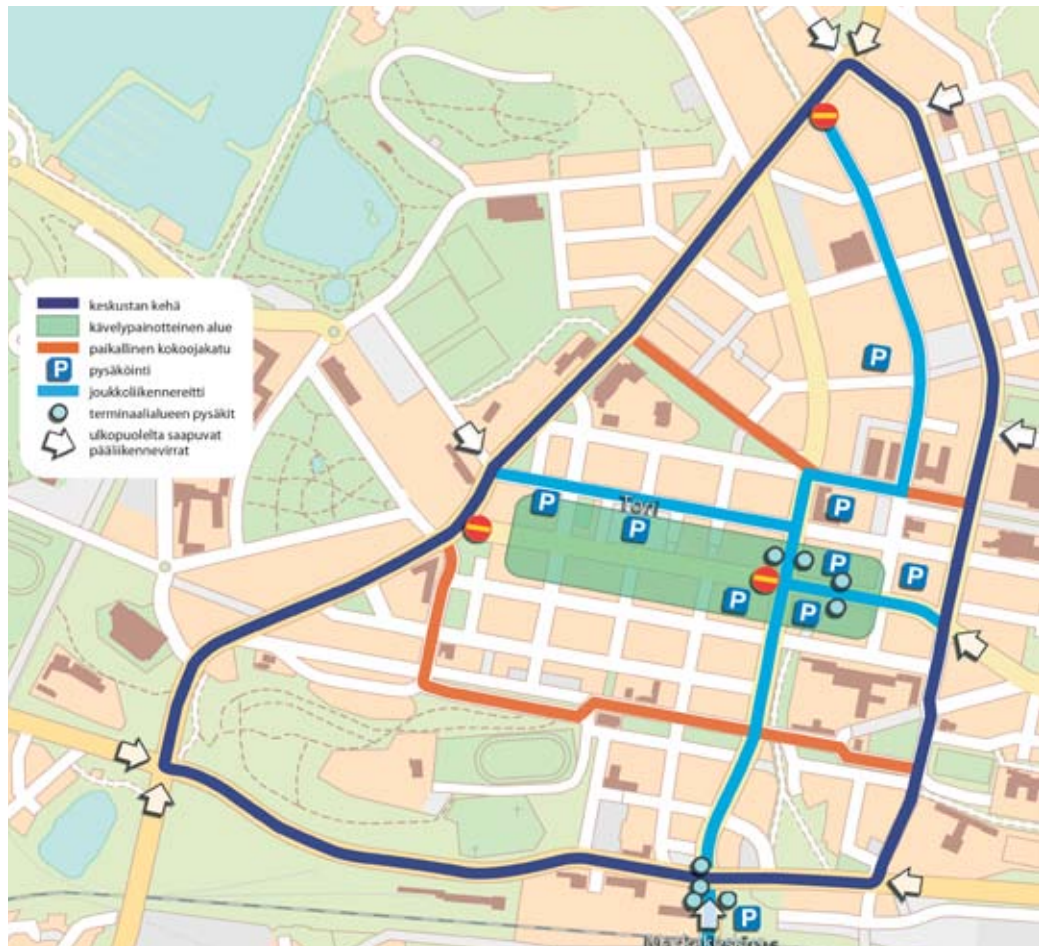 keskustan kehä
kävelypainotteinen alue
paikallinen kokoojakatu
P pysäköinti
joukkoliikennereitti
terminaalialueen pysäkit
ulkopuolelta saapuvat
pääliikennevirrat
P
P
Tori
P
P
P
P
P
P
P